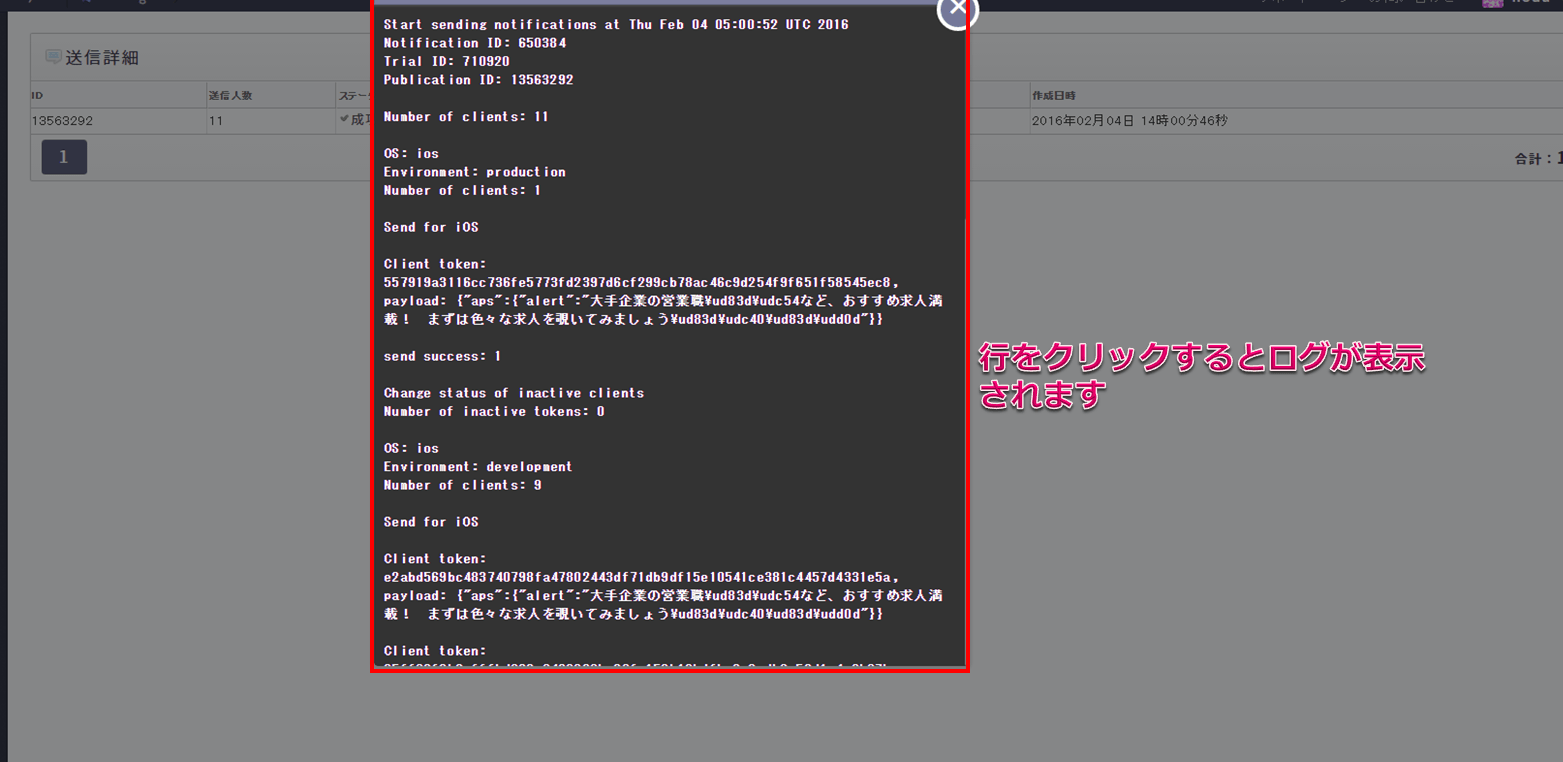 送信詳細
ID 送信人数 ステー 作成日時
13563292 11 成功 2016年02月04日 14時00分46秒
1
合計：1
Start sending notifications at Thu Feb 04 05:00:52 UTC 2016
Notification ID: 650384
Trial ID: 710920
Publication ID: 13563292
Number of clients: 11
OS: ios
Environment: production
Number of clients: 1
Send for iOS
Client token:
557919a3116cc736fe5773fd2397d6cf299cb78ac46c9d254f9f651f58545ec8,
payload: {"aps":{"alert":"大手企業の営業職¥ud83d¥udc54など、おすすめ求人満
載！　まずは色々な求人を覗いてみましょう¥ud83d¥udc40¥ud83d¥udd0d"}}
send success: 1
Change status of inactive clients
Number of inactive tokens: 0
OS: ios
Environment: development
Number of clients: 9
Send for iOS
Client token:
e2abd569bc483740798fa47802443df71db9df15e10541ce381c4457d4331e5a,
payload: {"aps":{"alert":"大手企業の営業職¥ud83d¥udc54など、おすすめ求人満
載！　まずは色々な求人を覗いてみましょう¥ud83d¥udc40¥ud83d¥udd0d"}}
Client token:
行をクリックするとログが表示
されます